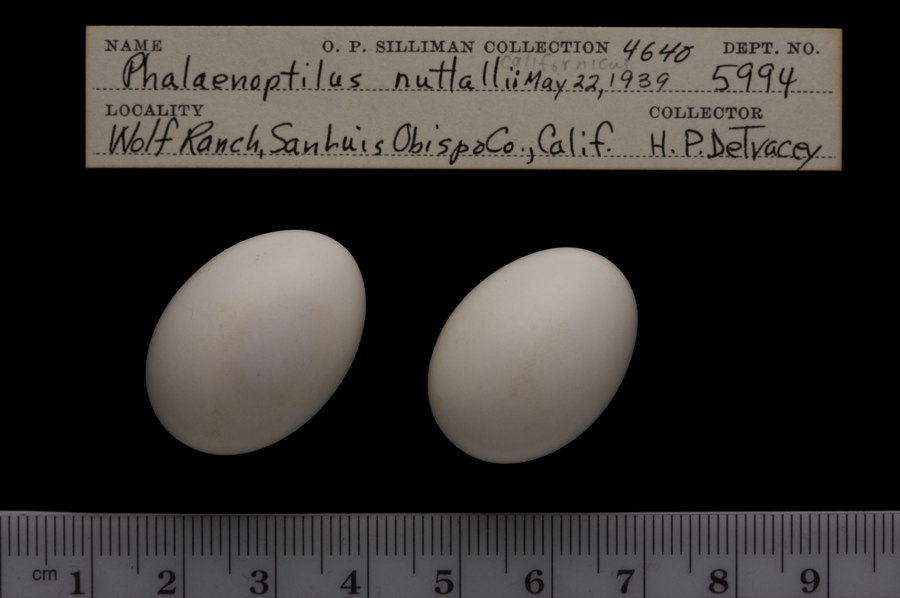 NAME O. P. SILLIMAN COLLECTION 4640 DEPT. NO.
californicus
Phalaenoptilus nuttallii May 22, 1939 5994
LOCALITY COLLECTOR
Wolf Ranch, San Luis Obispo Co., Calif. H. P. DeTracey
cm 1 2 3 4 5 6 7 8 9